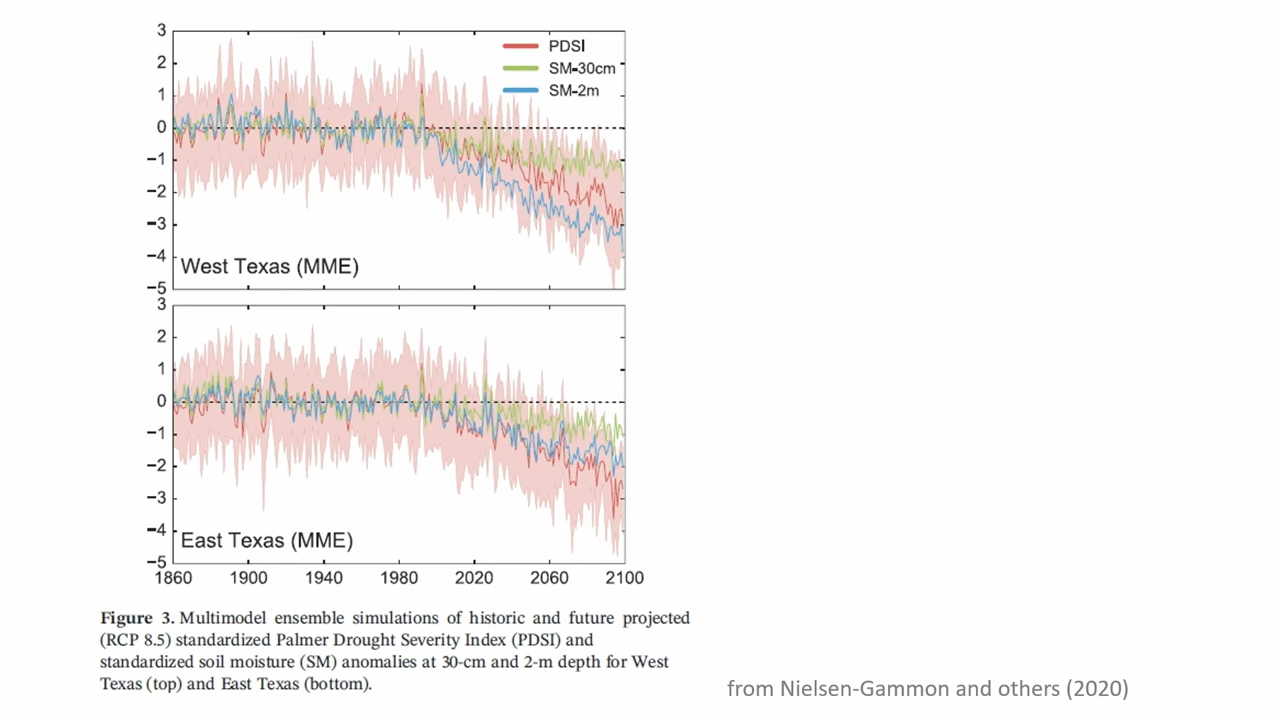 3
PDSI
2
SM-30cm
1
SM-2m
0
−1
−2
−3
−4
West Texas (MME)
−5
3
2
1
0
−1
−2
−3
−4
East Texas (MME)
−5
1860 1900 1940 1980 2020 2060 2100
Figure 3. Multimodel ensemble simulations of historic and future projected
(RCP 8.5) standardized Palmer Drought Severity Index (PDSI) and
standardized soil moisture (SM) anomalies at 30-cm and 2-m depth for West
Texas (top) and East Texas (bottom).
from Nielsen-Gammon and others (2020)